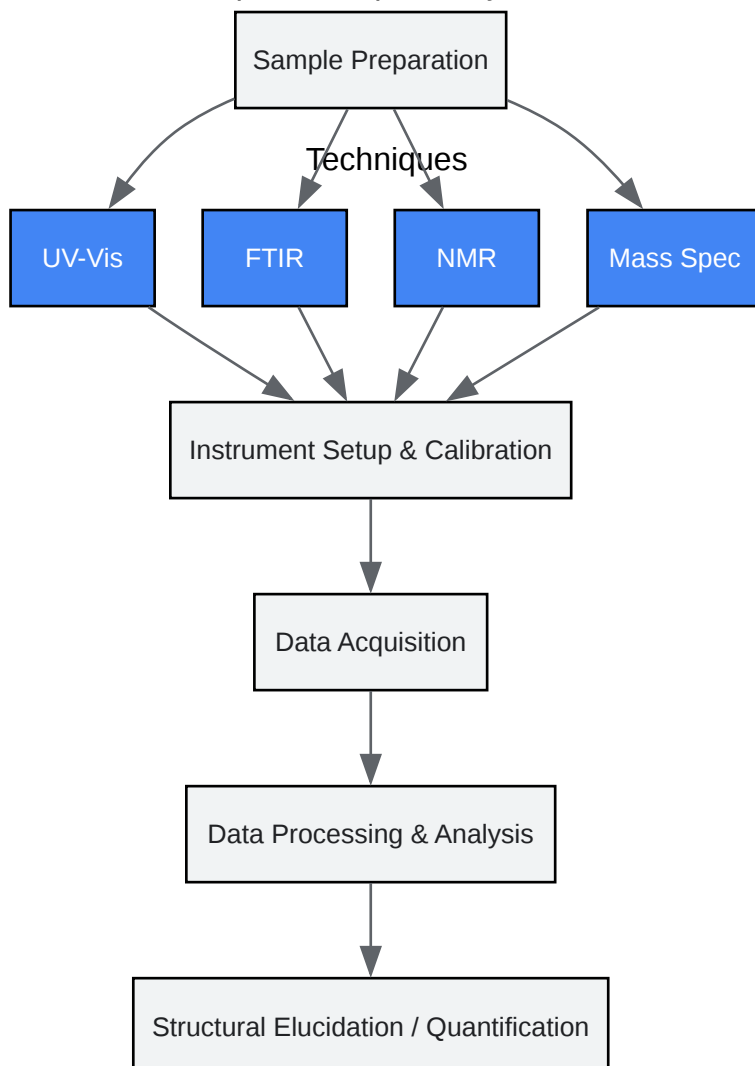 Sample Preparation
Techniques
UV-Vis
FTIR
NMR
Mass Spec
Instrument Setup & Calibration
Data Acquisition
Data Processing & Analysis
Structural Elucidation / Quantification